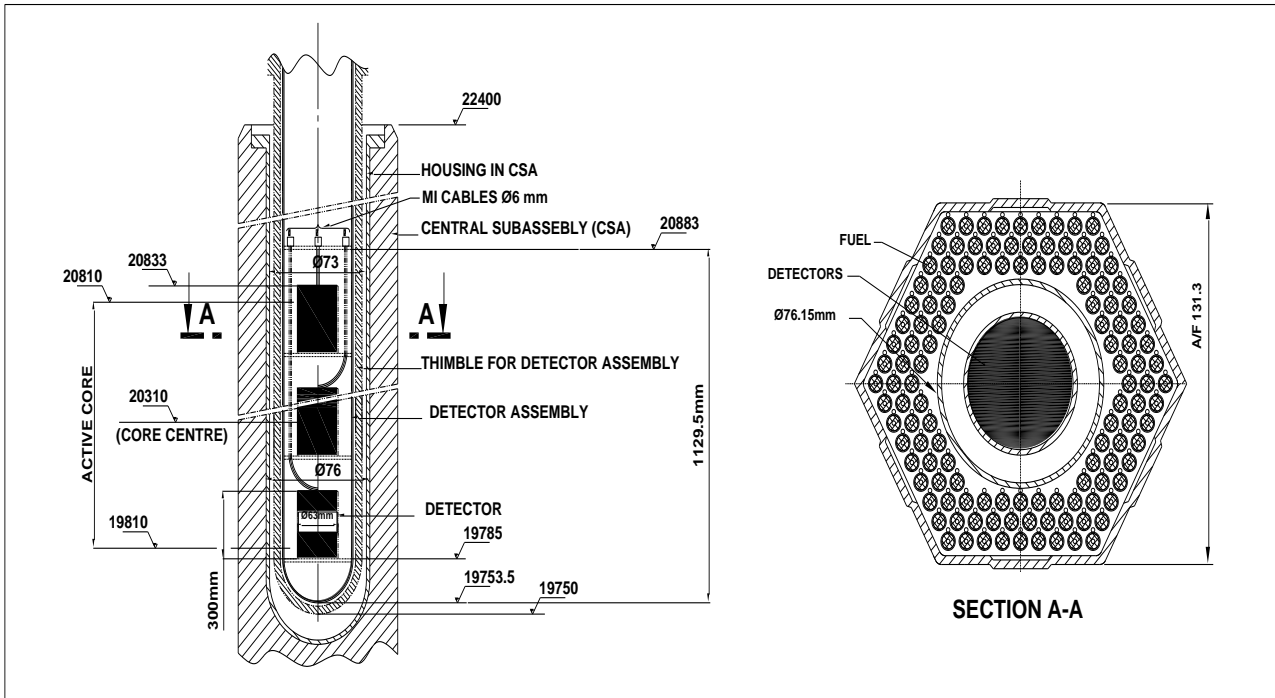 22400
HOUSING IN CSA
MI CABLES Ø6 mm
CENTRAL SUBASSEBLY (CSA)
20883
Ø73
20833
20810
A
A
THIMBLE FOR DETECTOR ASSEMBLY
20310
(CORE CENTRE)
DETECTOR ASSEMBLY
ACTIVE CORE
1129.5mm
Ø76
DETECTOR
Ø63mm
19810
19785
300mm
19753.5
19750
FUEL
DETECTORS
Ø76.15mm
A/F 131.3
SECTION A-A